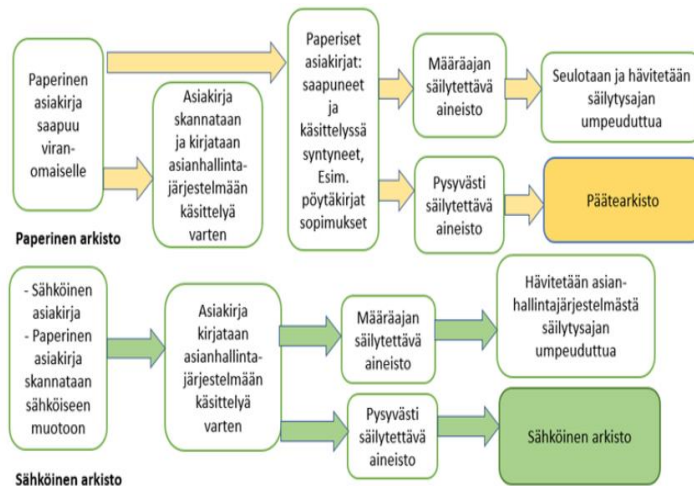 Paperinen
asiakirja
saapuu
viran-
omaiselle
Asiakirja
skannataan
ja kirjataan
asianhallinta-
järjestelmään
käsittelyä
varten
Paperiset
asiakirjat:
saapuneet
ja
käsittelyssä
syntyneet,
Esim.
pöytäkirjat
sopimukset
Määräajan
säilytettävä
aineisto
Seulotaan ja hävitetään
säilytysajan
umpeuduttua
Pysyvästi
säilytettävä
aineisto
Päätearkisto
Paperinen arkisto
- Sähköinen
asiakirja
- Paperinen
asiakirja
skannataan
sähköiseen
muotoon
Asiakirja
kirjataan
asianhallinta-
järjestelmään
käsittelyä
varten
Määräajan
säilytettävä
aineisto
Hävitetään asian-
hallintajärjestelmästä
säilytysajan
umpeuduttua
Pysyvästi
säilytettävä
aineisto
Sähköinen arkisto
Sähköinen arkisto